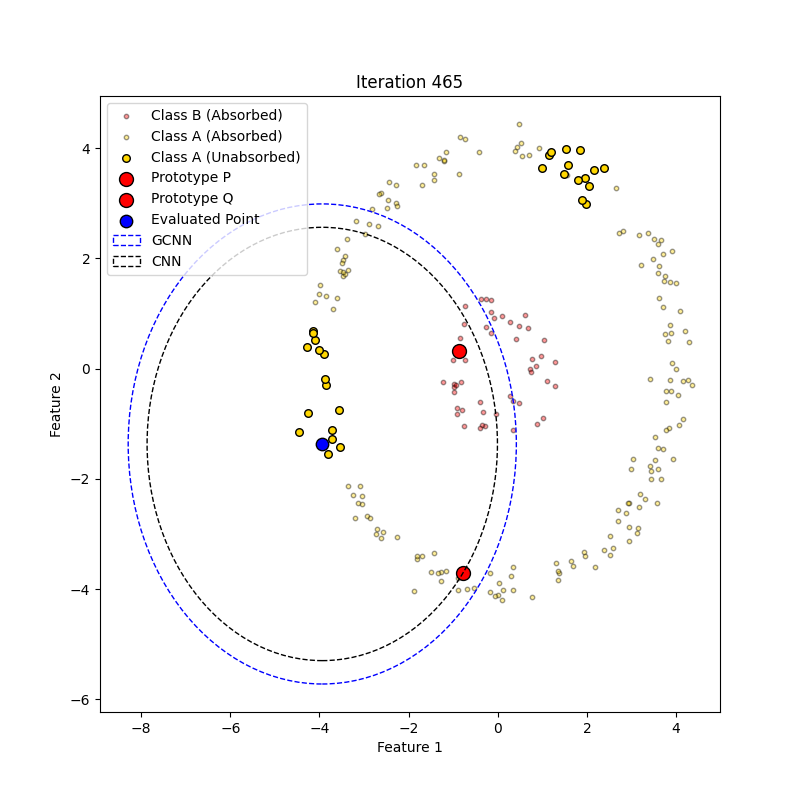 Iteration 465
Class B (Absorbed)
Class A (Absorbed)
Class A (Unabsorbed)
Prototype P
Prototype Q
Evaluated Point
GCNN
CNN
Feature 2
4
2
0
−2
−4
−6
−8
−6
−4
−2
0
2
4
Feature 1